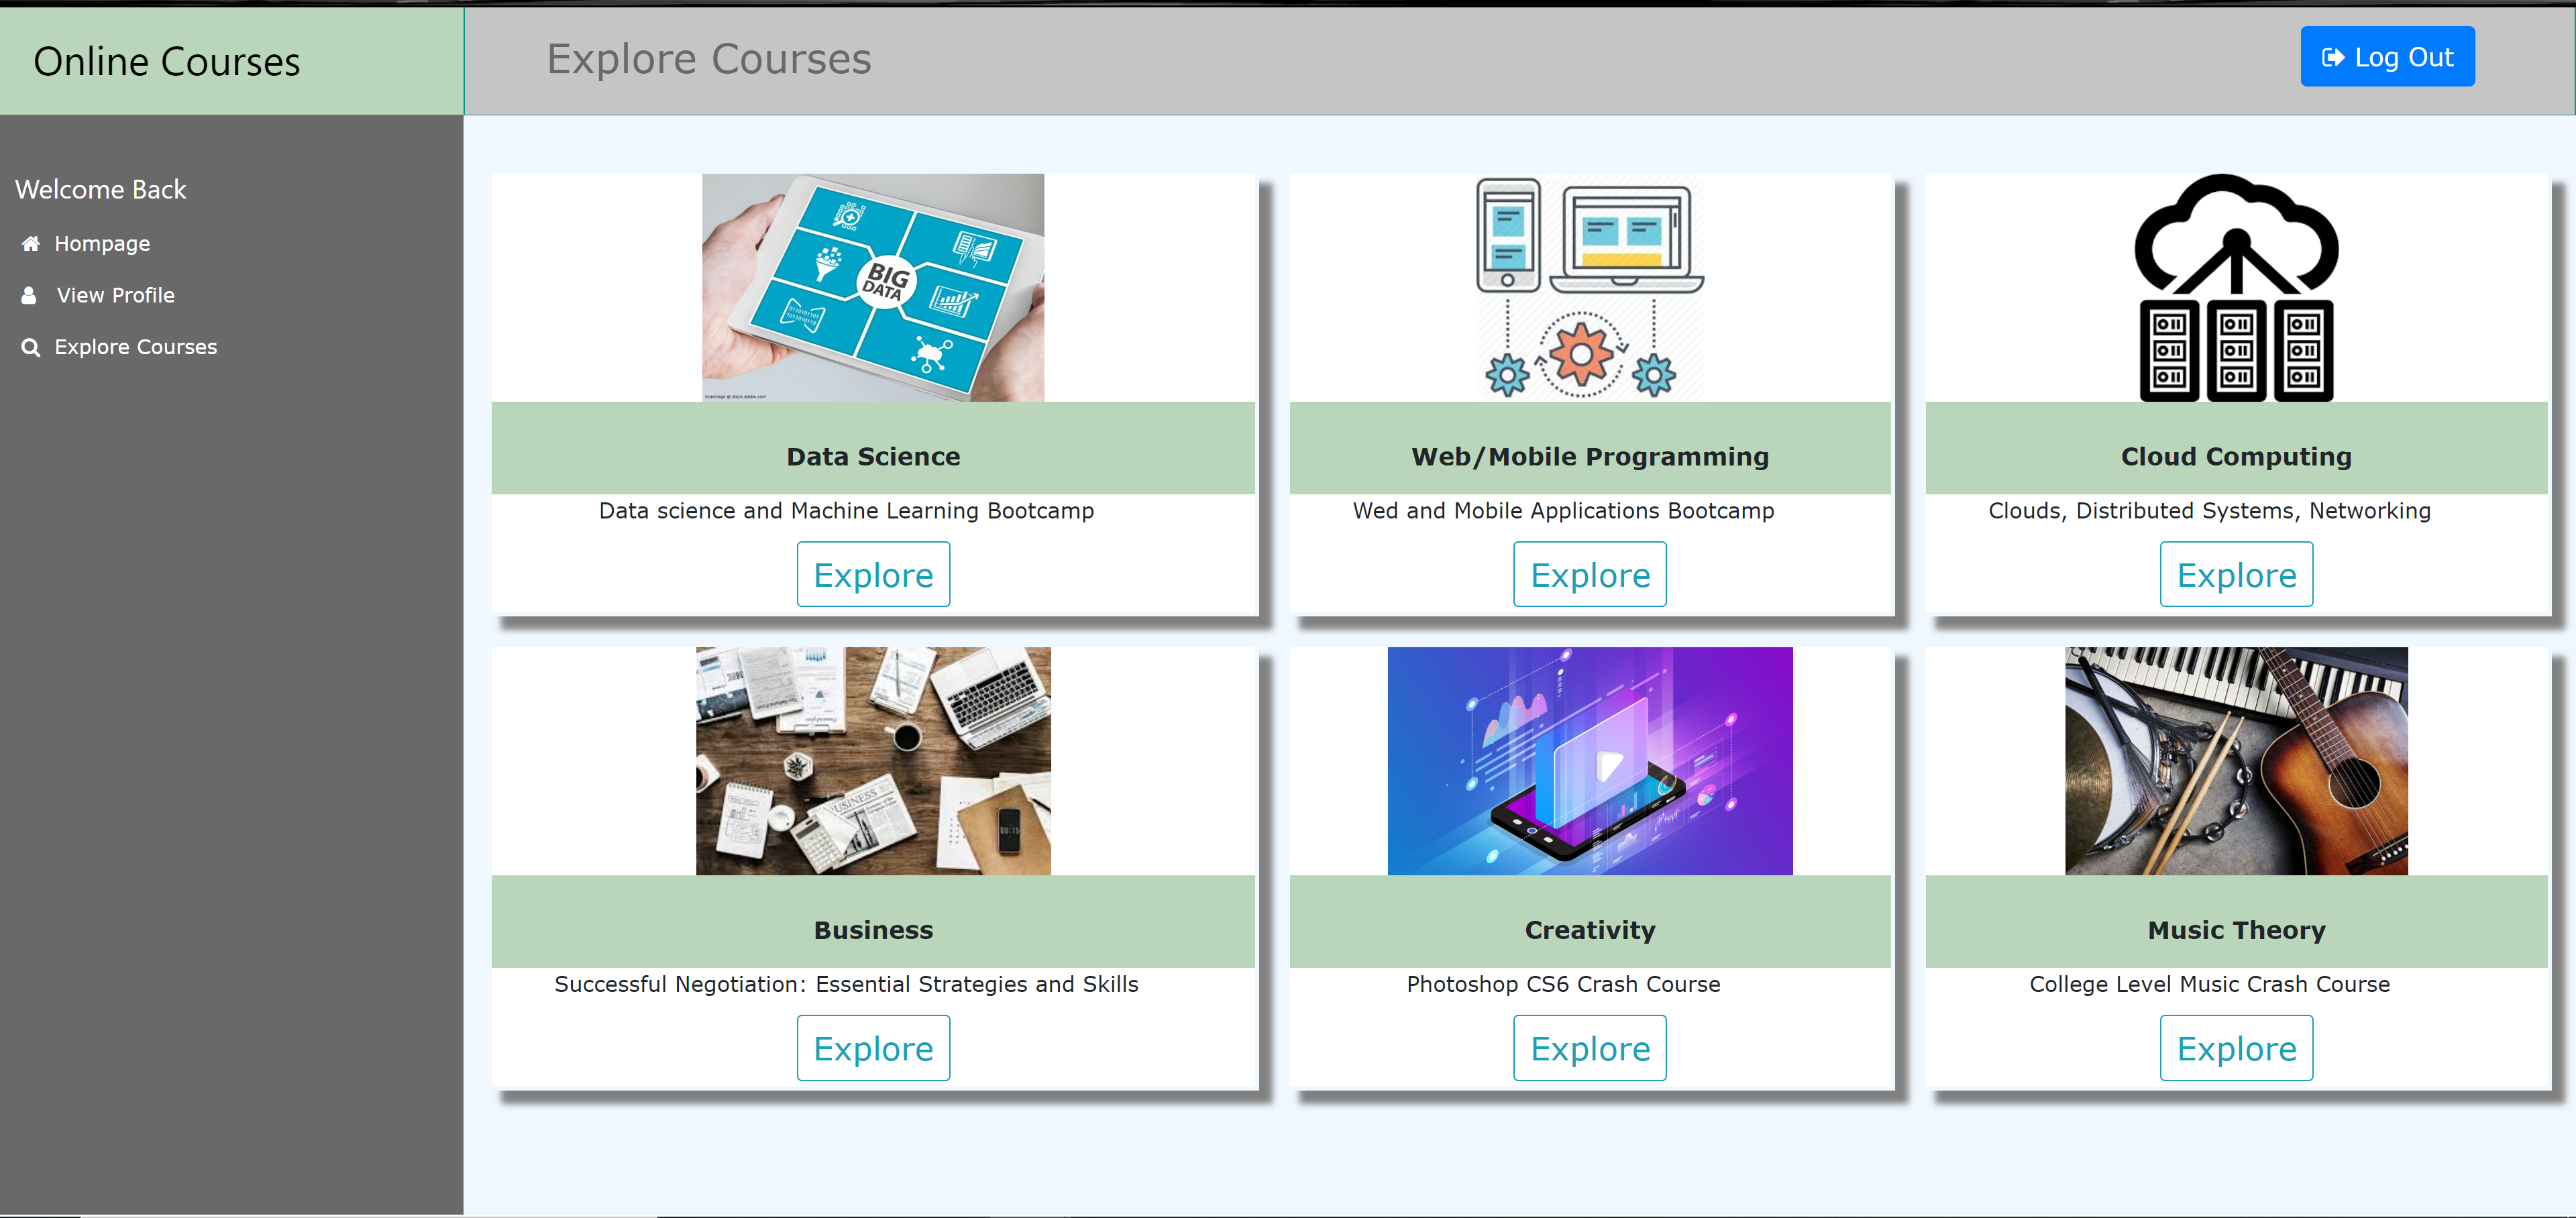 Online Courses
Explore Courses
Log Out
Welcome Back
Hompage
View Profile
Explore Courses
BIG
DATA
Data Science
Data science and Machine Learning Bootcamp
Explore
Web/Mobile Programming
Wed and Mobile Applications Bootcamp
Explore
Cloud Computing
Clouds, Distributed Systems, Networking
Explore
BUSINESS
00:15
Business
Successful Negotiation: Essential Strategies and Skills
Explore
Creativity
Photoshop CS6 Crash Course
Explore
Music Theory
College Level Music Crash Course
Explore